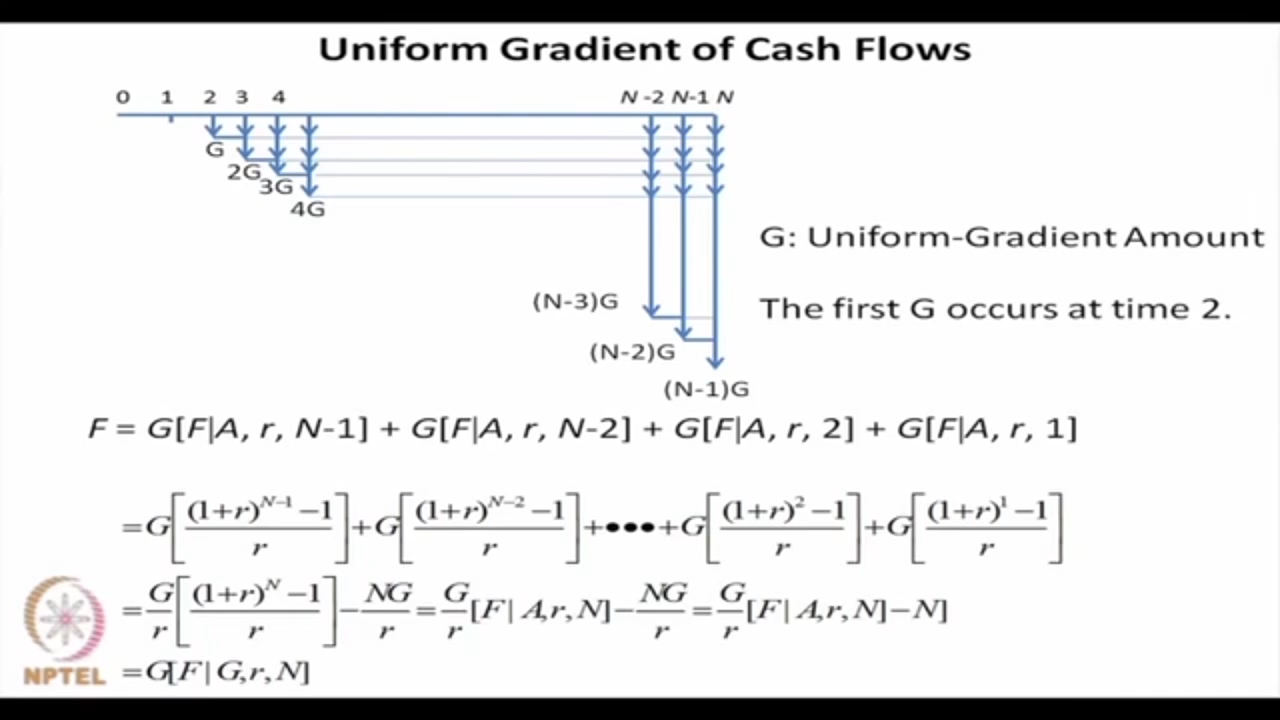 Uniform Gradient of Cash Flows
0 1 2 3 4 N-2 N-1 N
G
2G
3G
4G
G: Uniform-Gradient Amount
(N-3)G
The first G occurs at time 2.
(N-2)G
(N-1)G
F = G[F|A, r, N-1] + G[F|A, r, N-2] + G[F|A, r, 2] + G[F|A, r, 1]
=G[((1+r)^{N-1}-1)/r]+G[((1+r)^{N-2}-1)/r]+•••+G[((1+r)^2-1)/r]+G[((1+r)^1-1)/r]
=G/r[((1+r)^N-1)/r]-NG/r=G/r[F|A,r,N]-NG/r=G/r[F|A,r,N]-N]
=G[F|G,r,N]
NPTEL